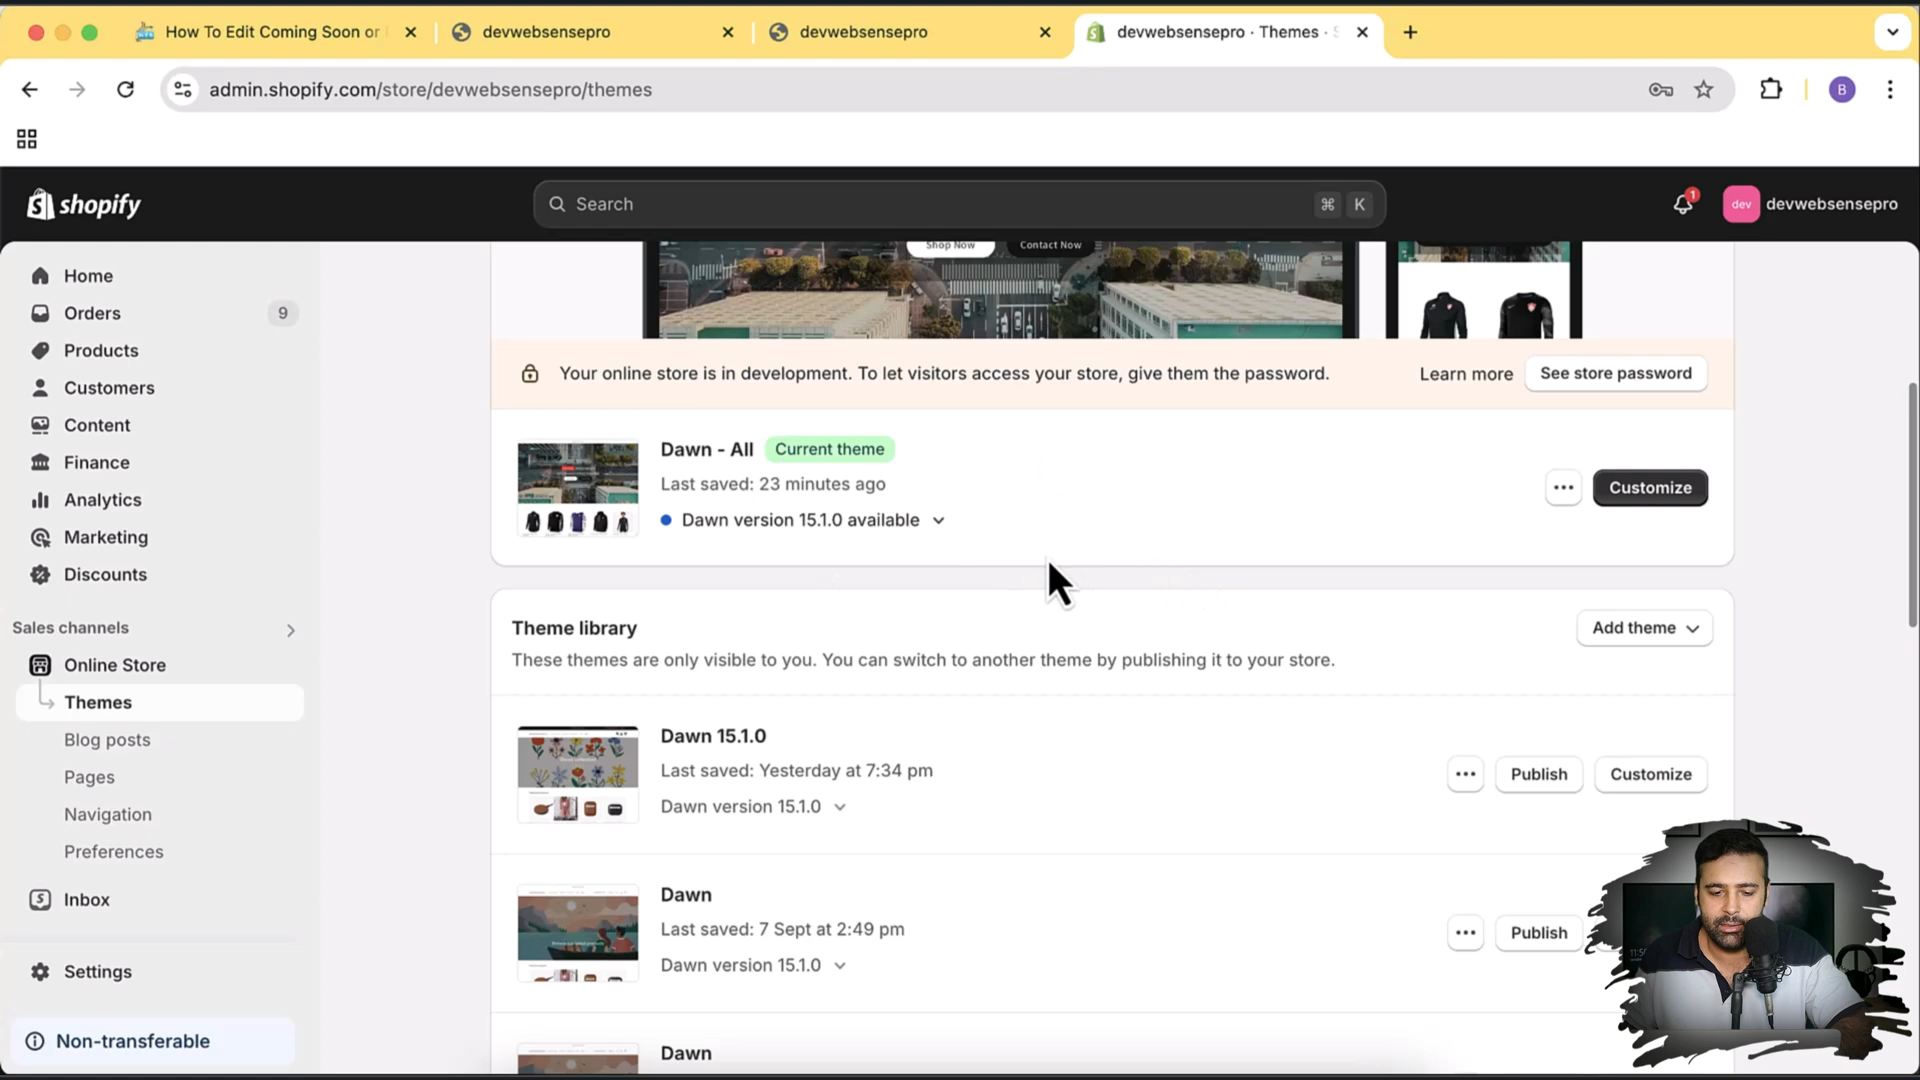 How To Edit Coming Soon or
devwebsensepro
devwebsensepro
devwebsensepro · Themes ·
admin.shopify.com/store/devwebsensepro/themes
B
shopify
Search
⌘ K
1
dev
devwebsensepro
Home
Orders 9
Products
Customers
Content
Finance
Analytics
Marketing
Discounts
Sales channels
Online Store
Themes
Blog posts
Pages
Navigation
Preferences
Inbox
Settings
Non-transferable
Shop Now Contact Now
Your online store is in development. To let visitors access your store, give them the password. Learn more See store password
Dawn - All Current theme
Last saved: 23 minutes ago
Dawn version 15.1.0 available
Customize
Theme library
Add theme
These themes are only visible to you. You can switch to another theme by publishing it to your store.
Dawn 15.1.0
Last saved: Yesterday at 7:34 pm
Dawn version 15.1.0
Publish Customize
Dawn
Last saved: 7 Sept at 2:49 pm
Dawn version 15.1.0
Publish
Dawn